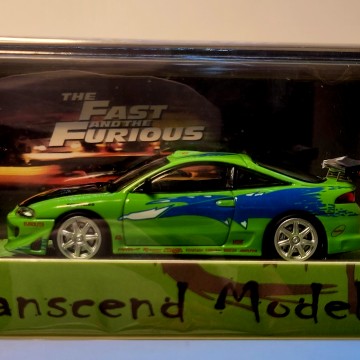 THE
FAST
AND THE
FURIOUS
anscend Model